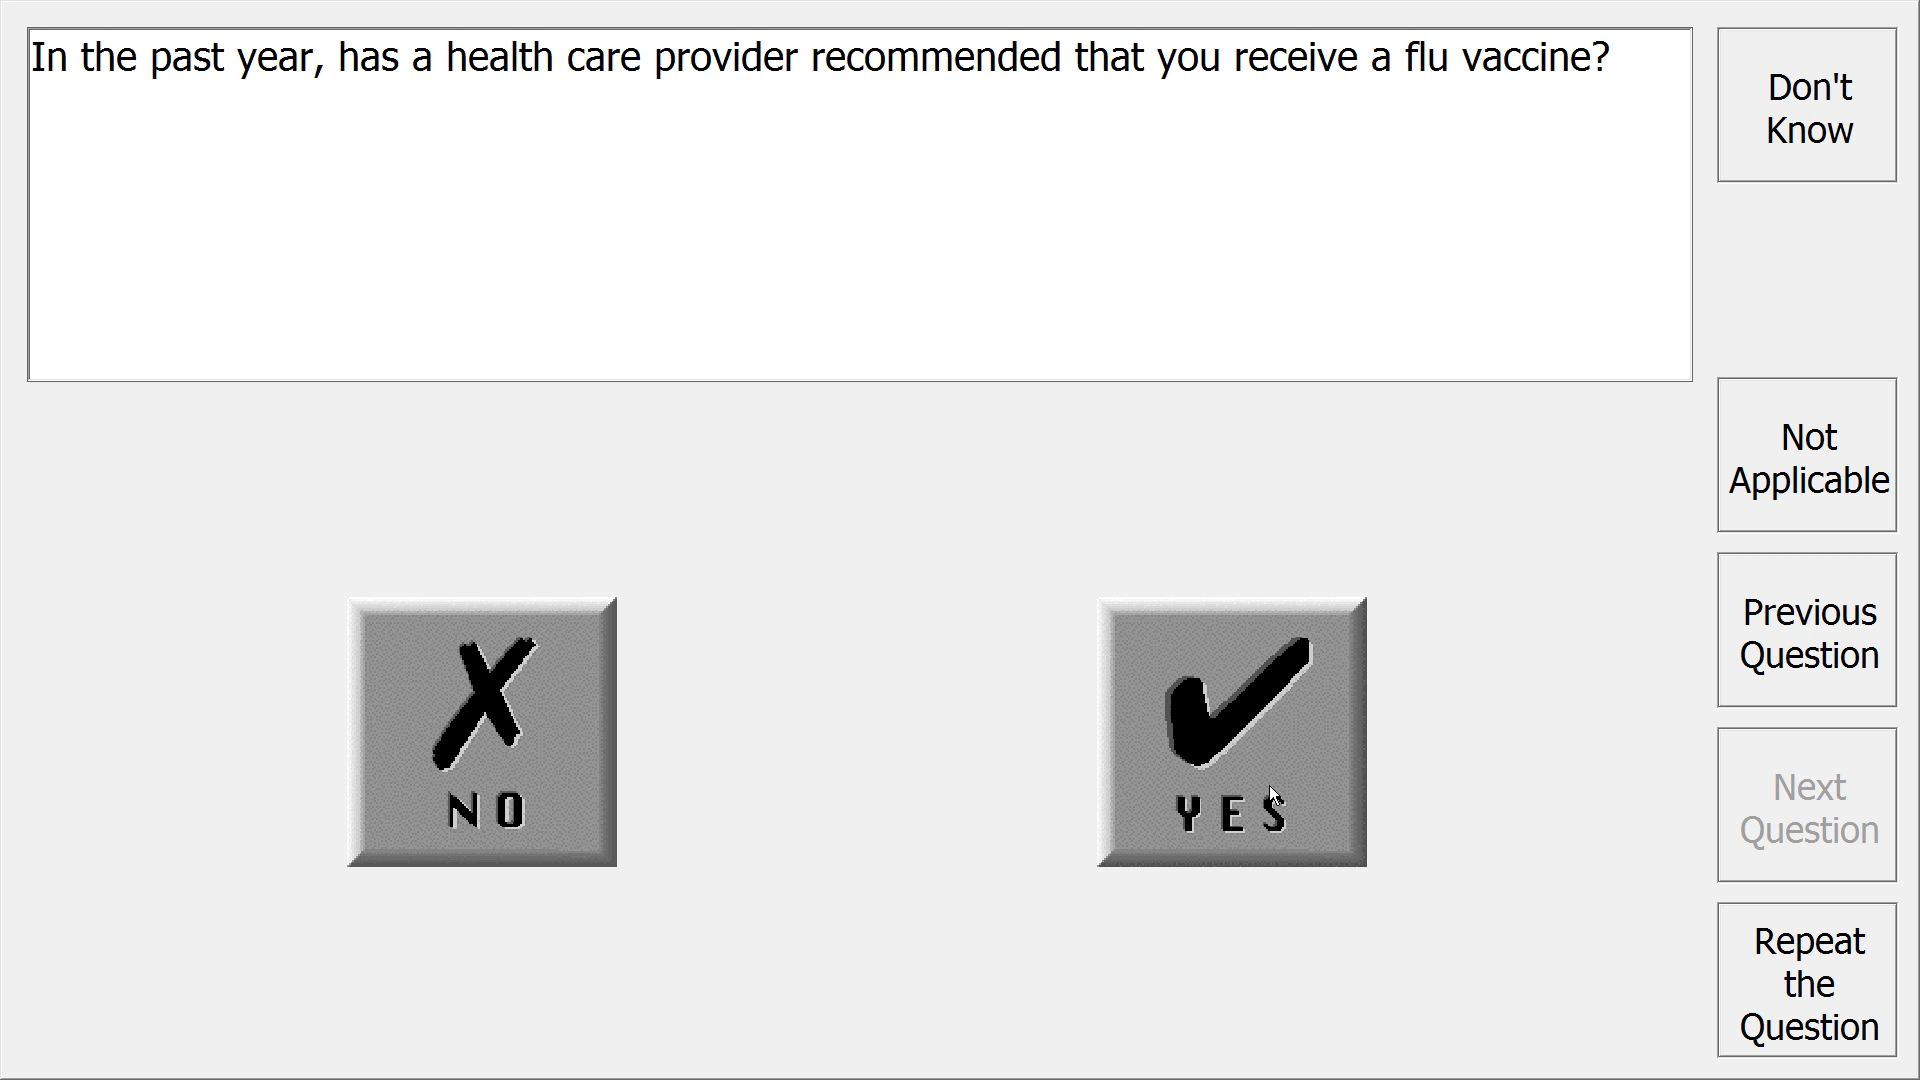 In the past year, has a health care provider recommended that you receive a flu vaccine?
Don't
Know
Not
Applicable
Previous
Question
Next
Question
Repeat
the
Question
NO
YES